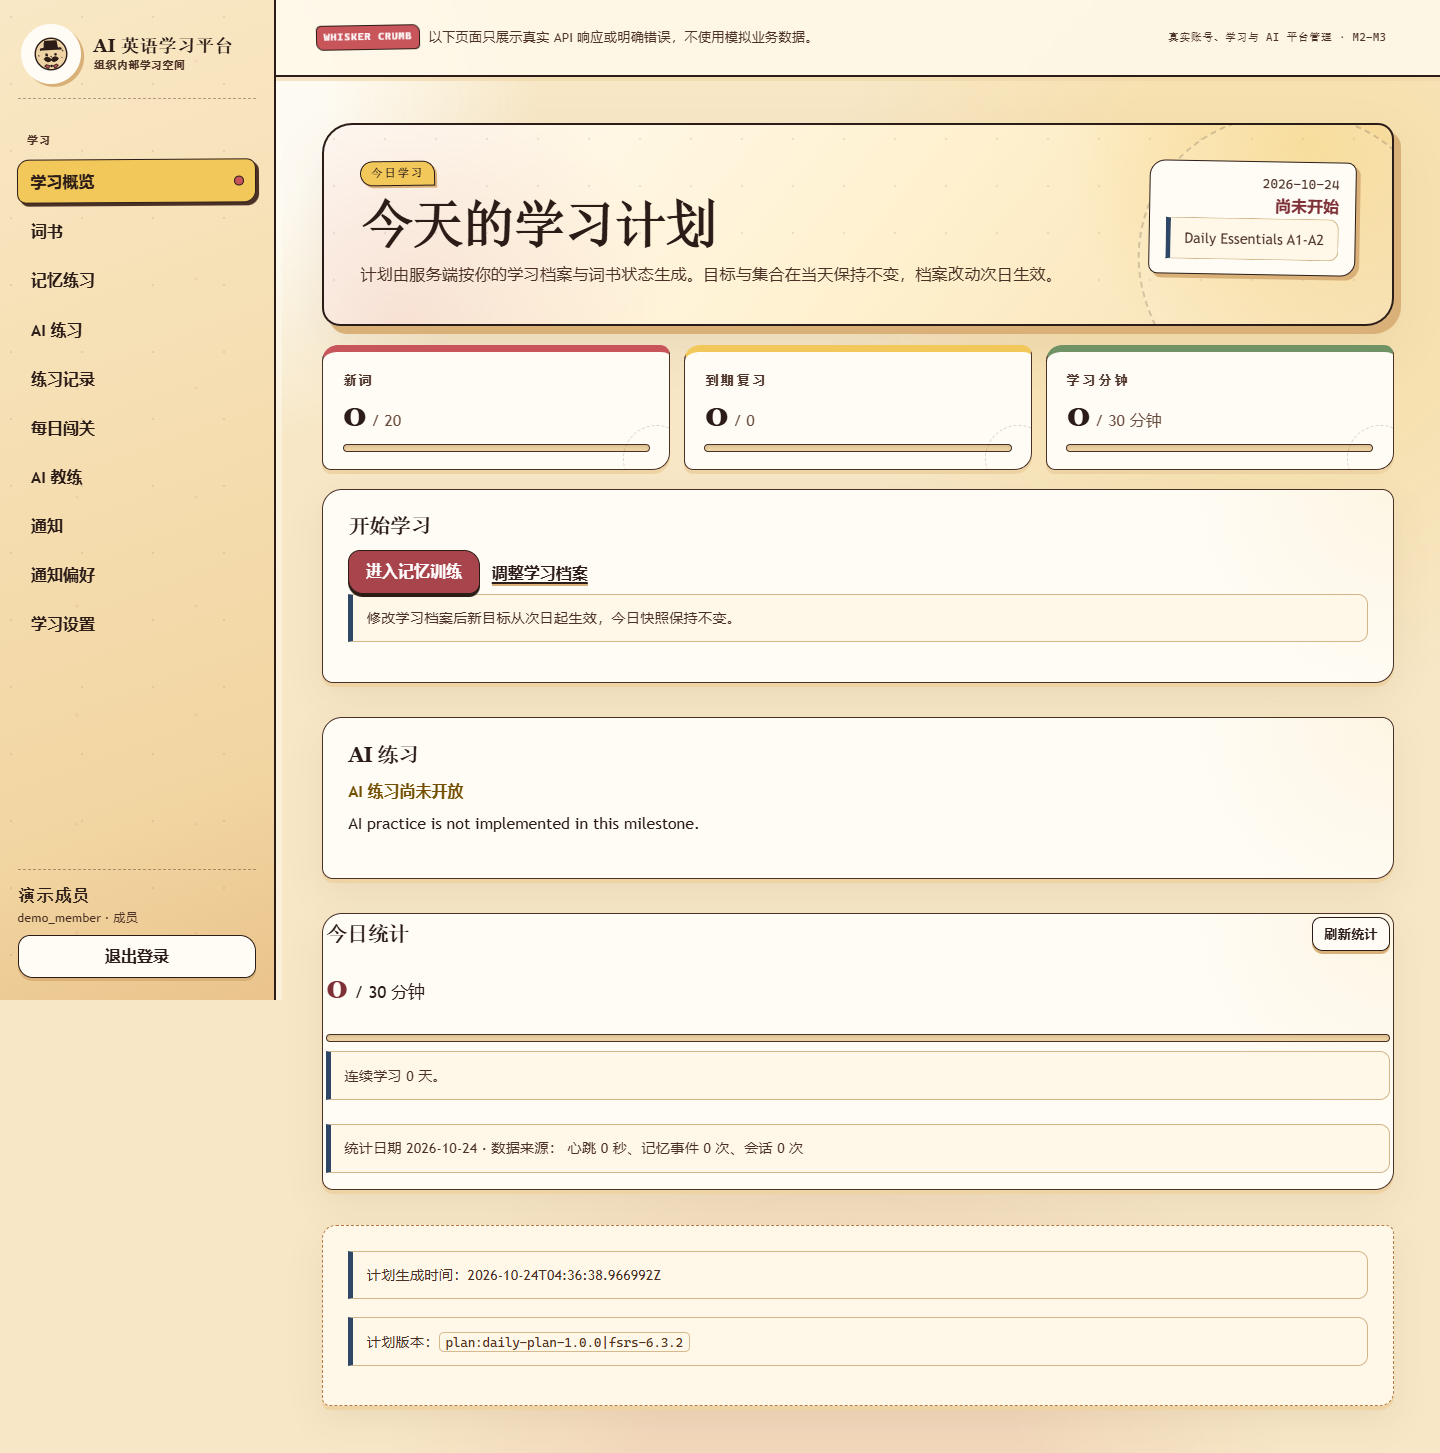 AI 英语学习平台
组织内部学习空间
学习
学习概览
词书
记忆练习
AI 练习
练习记录
每日闯关
AI 教练
通知
通知偏好
学习设置
演示成员
demo_member · 成员
退出登录
WHISKER CRUMB 以下页面只展示真实 API 响应或明确错误，不使用模拟业务数据。
真实账号、学习与 AI 平台管理 · M2–M3
今日学习
今天的学习计划
计划由服务端按你的学习档案与词书状态生成。目标与集合在当天保持不变，档案改动次日生效。
2026-10-24
尚未开始
Daily Essentials A1-A2
新词
0 / 20
到期复习
0 / 0
学习分钟
0 / 30 分钟
开始学习
进入记忆训练 调整学习档案
修改学习档案后新目标从次日起生效，今日快照保持不变。
AI 练习
AI 练习尚未开放
AI practice is not implemented in this milestone.
今日统计
刷新统计
0 / 30 分钟
连续学习 0 天。
统计日期 2026-10-24 · 数据来源： 心跳 0 秒、记忆事件 0 次、会话 0 次
计划生成时间：2026-10-24T04:36:38.966992Z
计划版本：plan:daily-plan-1.0.0|fsrs-6.3.2